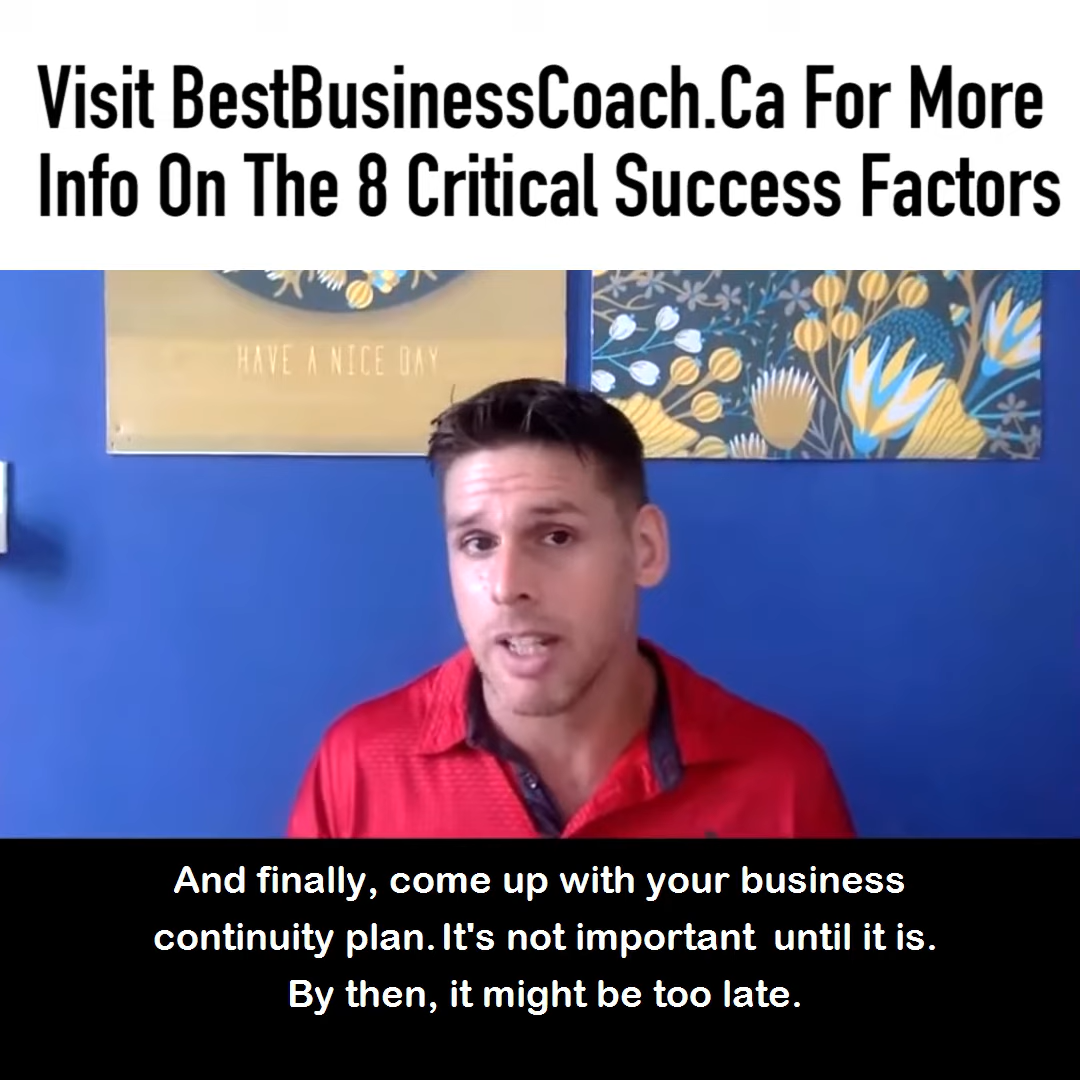 Visit BestBusinessCoach.Ca For More
Info On The 8 Critical Success Factors
HAVE A NICE DAY
And finally, come up with your business
continuity plan. It's not important until it is.
By then, it might be too late.